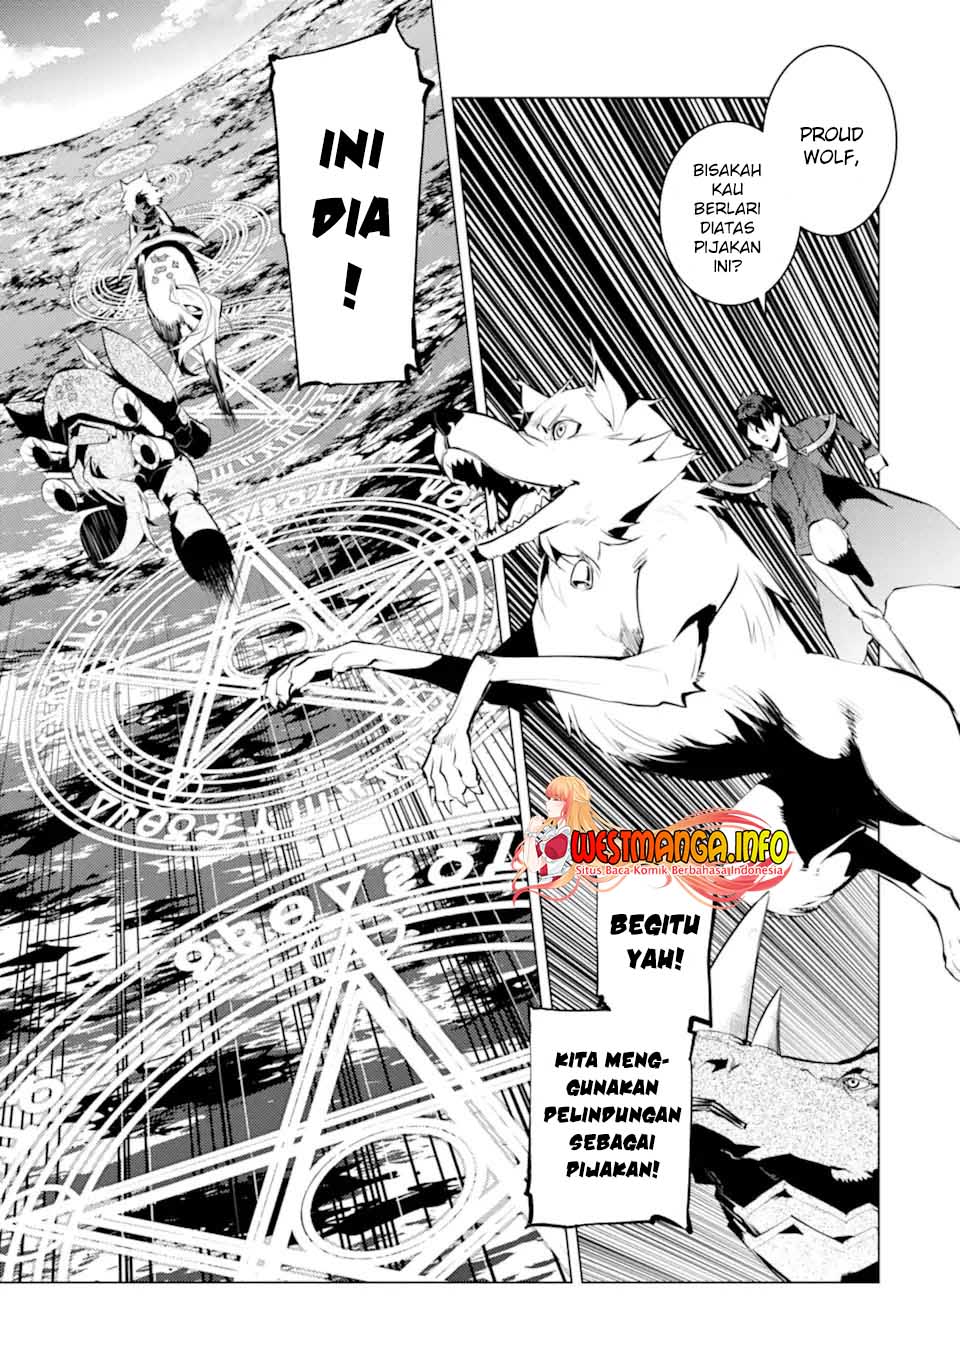 PROUD
WOLF,
BISAKAH
KAU
BERLARI
DIATAS
PIJAKAN
INI?
BEGITU
YAH!
KITA MENG-
GUNAKAN
PELINDUNGAN
SEBAGAI
PIJAKAN!
INI
DIA
!
WESTMANGA.INFO
Situs Baca Komik Berbahasa Indonesia